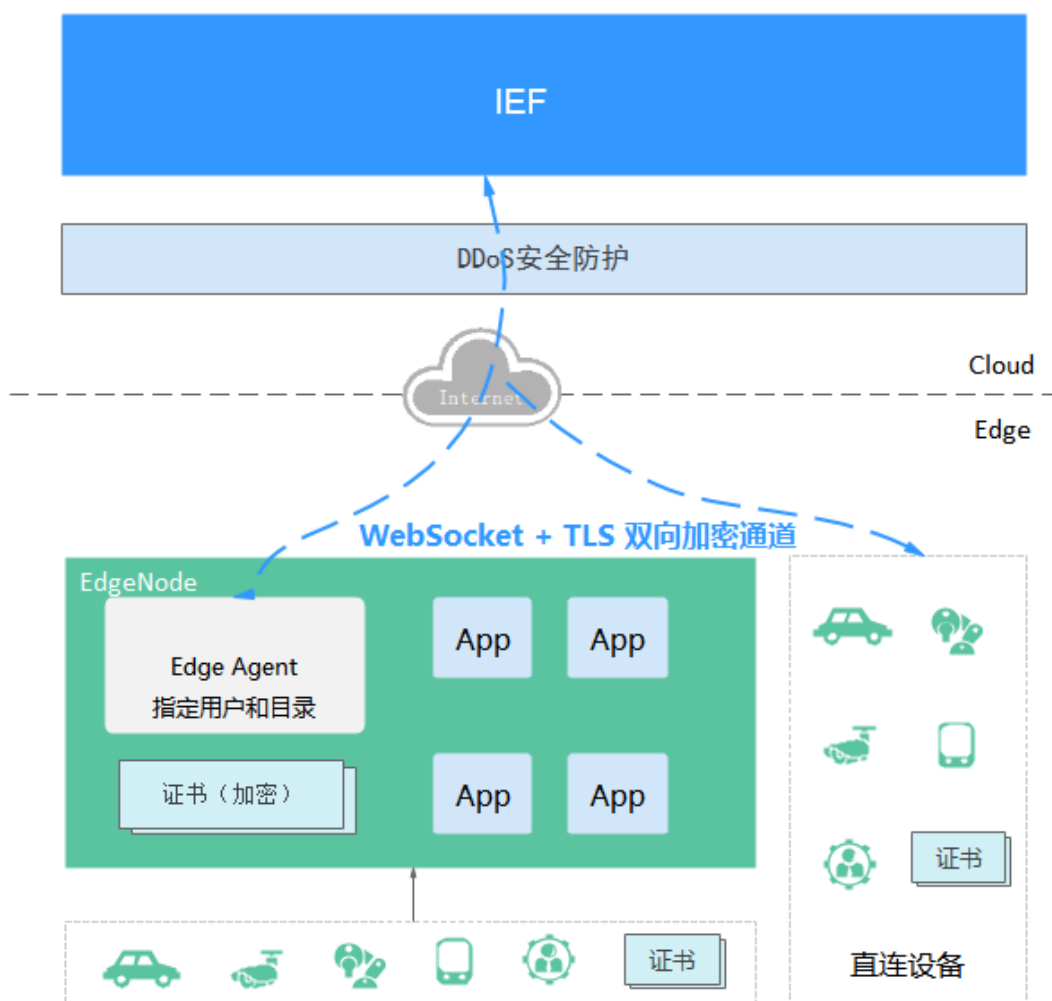 IEF
DDoS安全防护
Cloud
Internet
Edge
WebSocket + TLS 双向加密通道
EdgeNode
Edge Agent
指定用户和目录
App
App
证书（加密）
App
App
证书
直连设备
证书